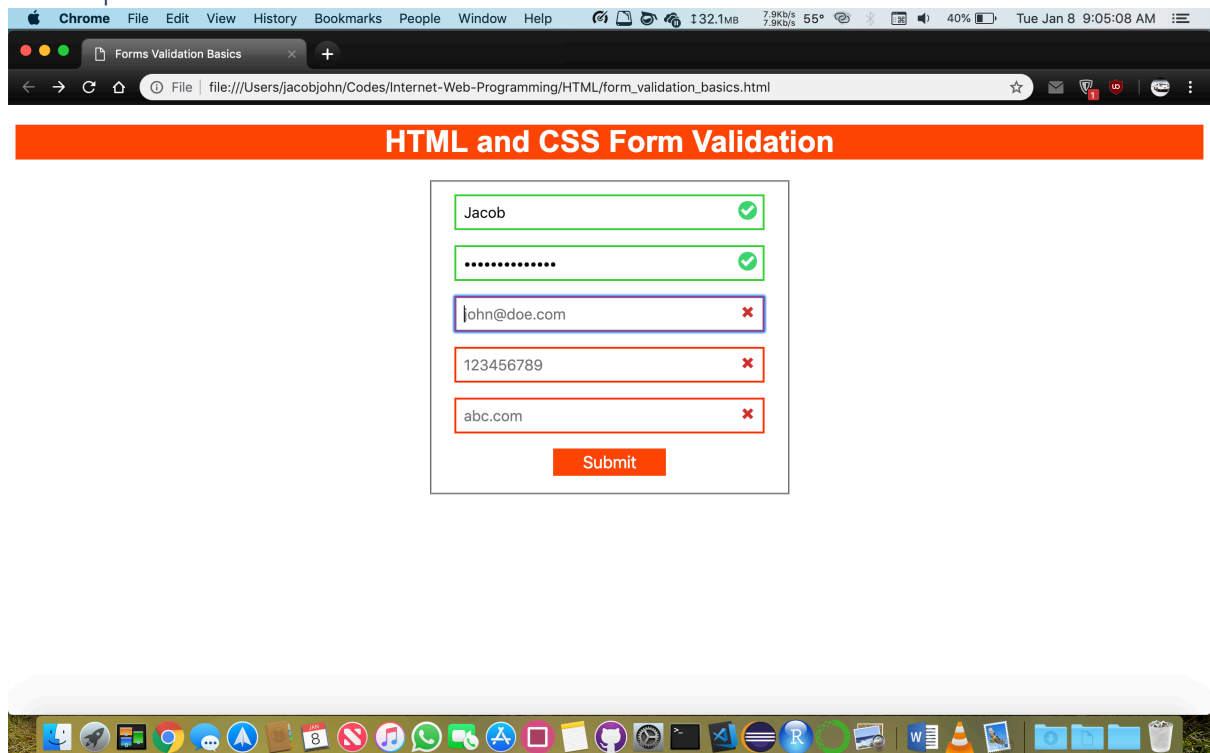 Chrome File Edit View History Bookmarks People Window Help 32.1MB 7.9Kb/s 7.9Kb/s 55° 40% Tue Jan 8 9:05:08 AM
Forms Validation Basics
File file:///Users/jacobjohn/Codes/Internet-Web-Programming/HTML/form_validation_basics.html 1
HTML and CSS Form Validation
Jacob
••••••••••••••
john@doe.com
123456789
abc.com
Submit
JAN
8
R
W